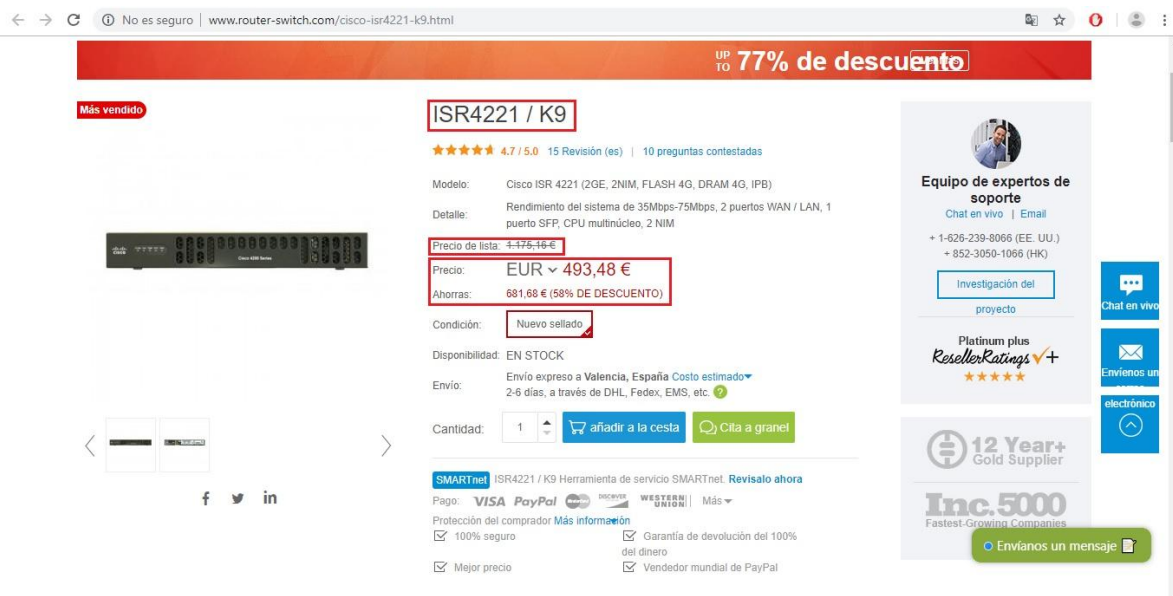 No es seguro | www.router-switch.com/cisco-isr4221-k9.html
UP TO 77% de descuento
Más vendido
ISR4221 / K9
4.7 / 5.0 15 Revisión (es) | 10 preguntas contestadas
Modelo: Cisco ISR 4221 (2GE, 2NIM, FLASH 4G, DRAM 4G, IPB)
Detalle: Rendimiento del sistema de 35Mbps-75Mbps, 2 puertos WAN / LAN, 1
puerto SFP, CPU multinúcleo, 2 NIM
Precio de lista: 1.175,16 €
Precio: EUR 493,48 €
Ahorras: 681,68 € (58% DE DESCUENTO)
Condición: Nuevo sellado
Disponibilidad: EN STOCK
Envío: Envío expreso a Valencia, España Costo estimado
2-6 días, a través de DHL, Fedex, EMS, etc. ?
Cantidad: 1 añadir a la cesta Cita a granel
SMARTnet ISR4221 / K9 Herramienta de servicio SMARTnet. Revisalo ahora
Pago: VISA PayPal DISCOVER WESTERN UNION Más
Protección del comprador Más información
100% seguro
Garantía de devolución del 100%
del dinero
Mejor precio
Vendedor mundial de PayPal
Equipo de expertos de
soporte
Chat en vivo | Email
+ 1-626-239-8066 (EE. UU.)
+ 852-3050-1066 (HK)
Investigación del
proyecto
Platinum plus
ResellerRatings
12 Year+
Gold Supplier
Inc.5000
Fastest-Growing Companies
Chat en vivo
Envíenos un
electrónico
Envíanos un mensaje